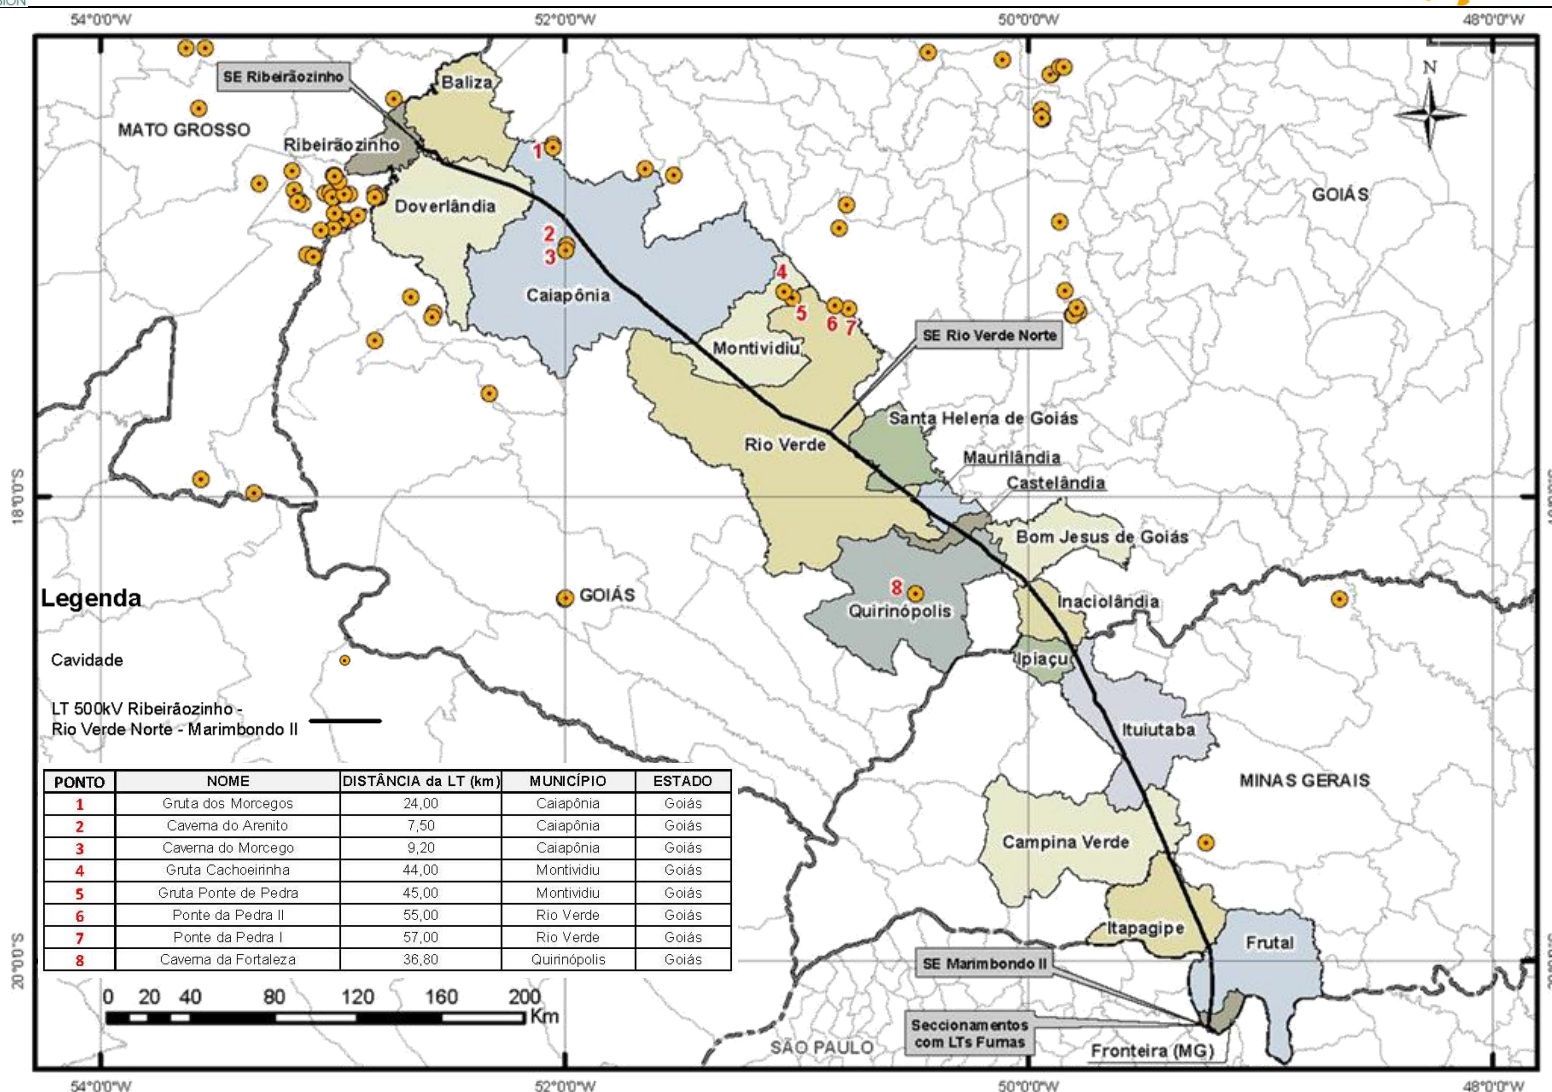 54°0'0"W 52°0'0"W 50°0'0"W 48°0'0"W
N
SE Ribeirãozinho
Baliza
MATO GROSSO
Ribeirãozinho
1
GOIÁS
Doverlândia
2
3
4
Caiapônia
5
6 7
SE Rio Verde Norte
Montividiu
Santa Helena de Goiás
Rio Verde
Maurilândia
Castelândia
18°0'0"S
Bom Jesus de Goiás
8
GOIÁS
Quirinópolis
Inaciolândia
Legenda
Cavidade
Ipiaçu
LT 500kV Ribeirãozinho -
Rio Verde Norte - Marimbondo II
Ituiutaba
MINAS GERAIS
PONTO NOME DISTÂNCIA da LT (km) MUNICÍPIO ESTADO
1 Gruta dos Morcegos 24,00 Caiapônia Goiás
2 Caverna do Arenito 7,50 Caiapônia Goiás
3 Caverna do Morcego 9,20 Caiapônia Goiás
4 Gruta Cachoeirinha 44,00 Montividiu Goiás
5 Gruta Ponte de Pedra 45,00 Montividiu Goiás
6 Ponte da Pedra II 55,00 Rio Verde Goiás
7 Ponte da Pedra I 57,00 Rio Verde Goiás
8 Caverna da Fortaleza 36,80 Quirinópolis Goiás
Campina Verde
Itapagipe
Frutal
SE Marimbondo II
20°0'0"S
0 20 40 80 120 160 200
Km
Seccionamentos
com LTs Furnas
SÃO PAULO
Fronteira (MG)
54°0'0"W 52°0'0"W 50°0'0"W 48°0'0"W